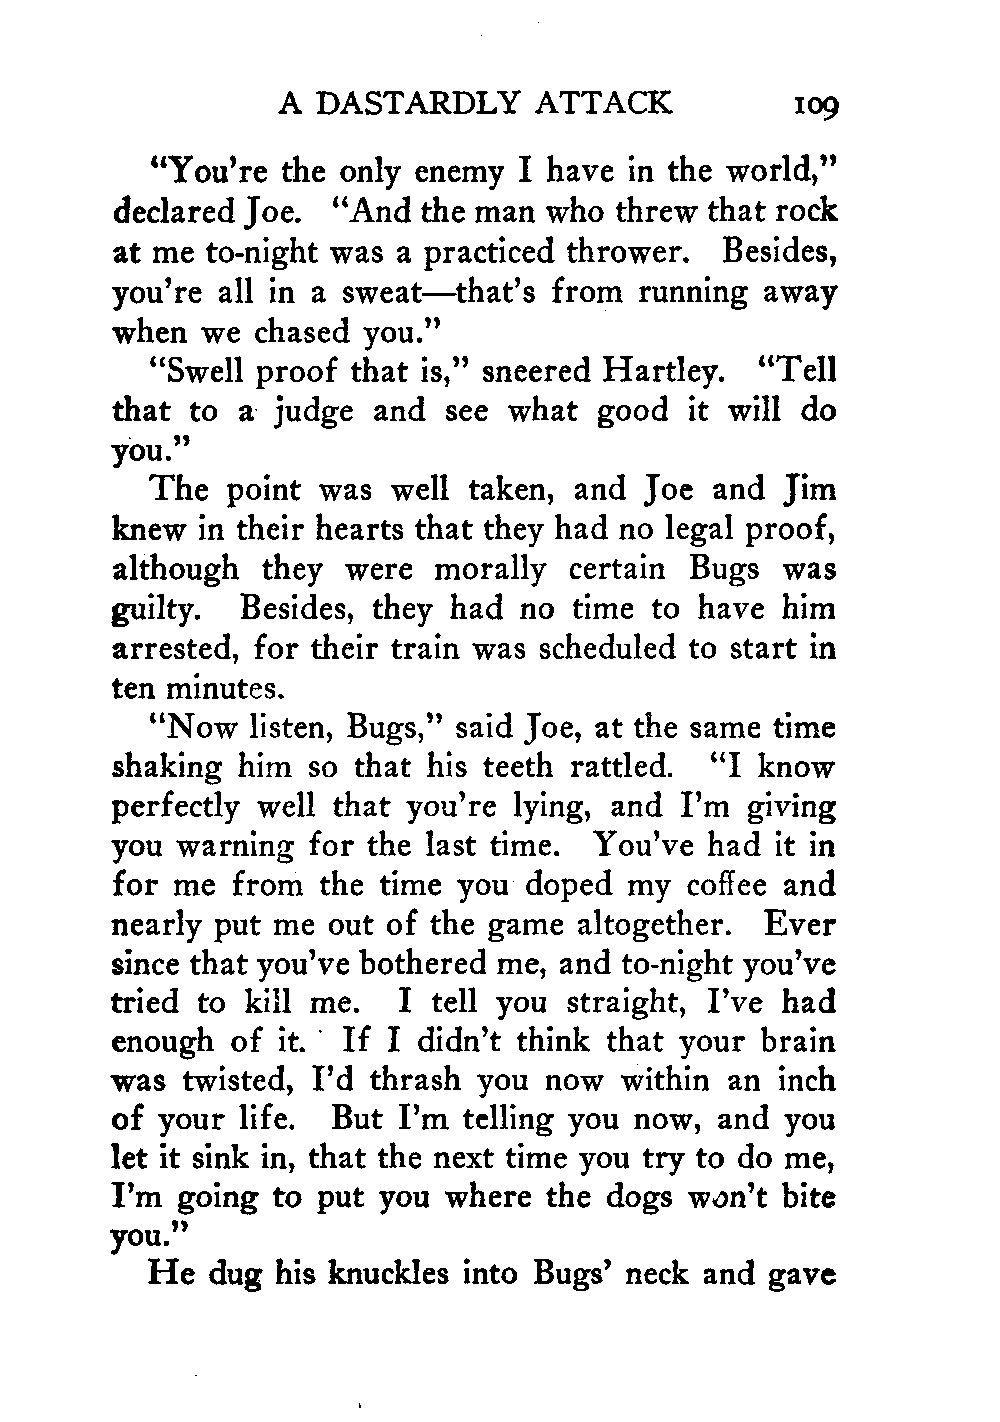 A DASTARDLY ATTACK 109
"You're the only enemy I have in the world,"
declared Joe. "And the man who threw that rock
at me to-night was a practiced thrower. Besides,
you're all in a sweat—that's from running away
when we chased you."
"Swell proof that is," sneered Hartley. "Tell
that to a judge and see what good it will do
you."
The point was well taken, and Joe and Jim
knew in their hearts that they had no legal proof,
although they were morally certain Bugs was
guilty. Besides, they had no time to have him
arrested, for their train was scheduled to start in
ten minutes.
"Now listen, Bugs," said Joe, at the same time
shaking him so that his teeth rattled. "I know
perfectly well that you're lying, and I'm giving
you warning for the last time. You've had it in
for me from the time you doped my coffee and
nearly put me out of the game altogether. Ever
since that you've bothered me, and to-night you've
tried to kill me. I tell you straight, I've had
enough of it. If I didn't think that your brain
was twisted, I'd thrash you now within an inch
of your life. But I'm telling you now, and you
let it sink in, that the next time you try to do me,
I'm going to put you where the dogs won't bite
you."
He dug his knuckles into Bugs' neck and gave